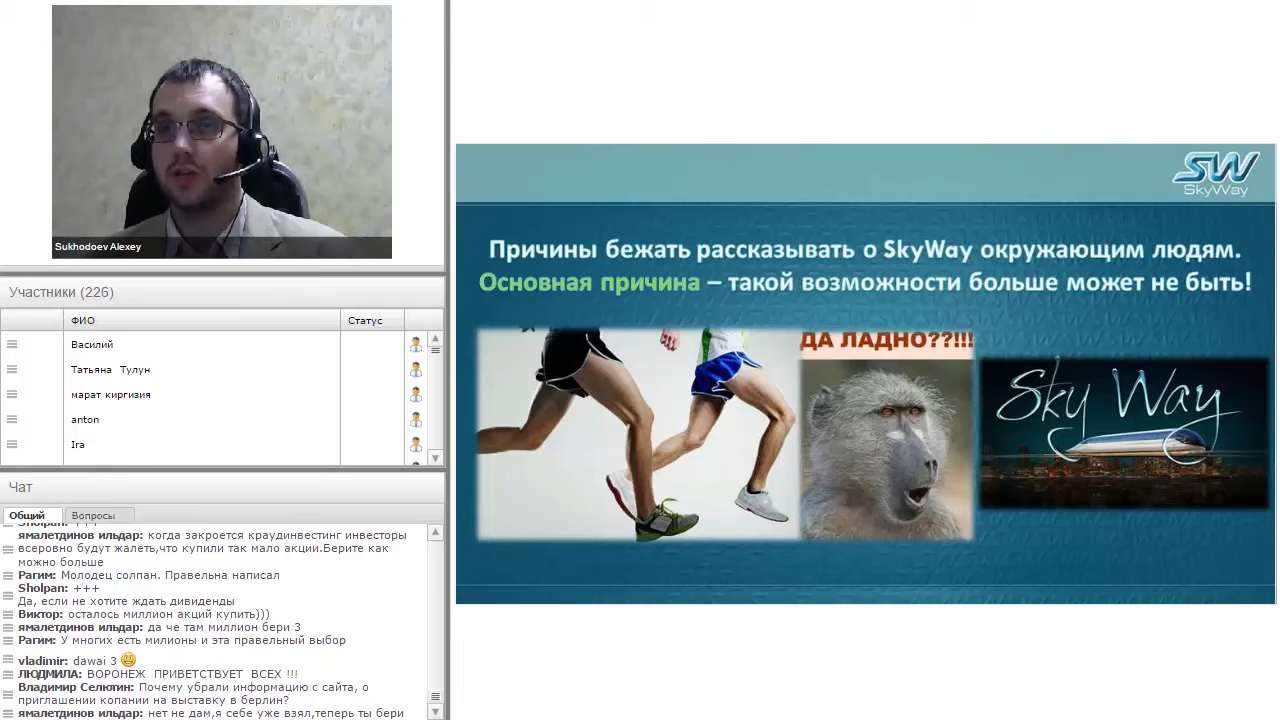 Sukhodoev Alexey
Участники (226)
ФИО
Статус
Василий
Татьяна Тулун
марат киргизия
anton
Ira
Чат
Общий
Вопросы
Sholpan: +++
ямалетдинов ильдар: когда закроется краудинвестинг инвесторы
всеровно будут жалеть,что купили так мало акции.Берите как
можно больше
Рагим: Молодец солпан. Правельна написал
Sholpan: +++
Да, если не хотите ждать дивиденды
Виктор: осталось миллион акций купить)))
ямалетдинов ильдар: да че там миллион бери 3
Рагим: У многих есть милионы и эта правельный выбор
vladimir: dawai 3
ЛЮДМИЛА: ВОРОНЕЖ ПРИВЕТСТВУЕТ ВСЕХ !!!
Владимир Селютин: Почему убрали информацию с сайта, о
приглашении копании на выставку в берлин?
ямалетдинов ильдар: нет не дам,я себе уже взял,теперь ты бери
SW
SkyWay
Причины бежать рассказывать о SkyWay окружающим людям.
Основная причина – такой возможности больше может не быть!
ДА ЛАДНО??!!!
Sky Way